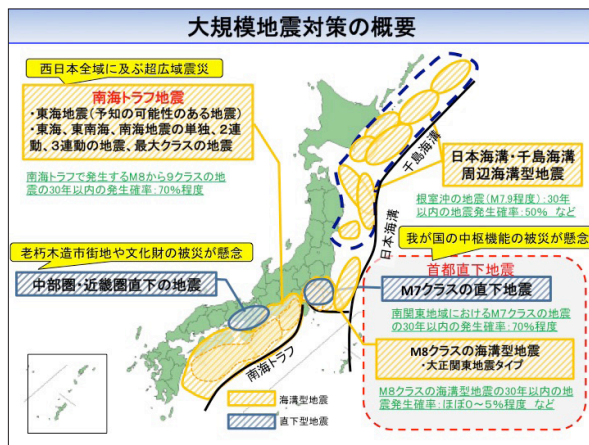 大規模地震対策の概要
西日本全域に及ぶ超広域震災
南海トラフ地震
・東海地震(予知の可能性のある地震)
・東海、東南海、南海地震の単独、2連
動、3連動の地震、最大クラスの地震
南海トラフで発生するM8から9クラスの地
震の30年以内の発生確率:70%程度
千島海溝
日本海溝・千島海溝
周辺海溝型地震
根室沖の地震(M7.9程度):30年
以内の地震発生確率:50% など
日本海溝
老朽木造市街地や文化財の被災が懸念
中部圏・近畿圏直下の地震
我が国の中枢機能の被災が懸念
首都直下地震
M7クラスの直下地震
南関東地域におけるM7クラスの地震
の30年以内の発生確率:70%程度
M8クラスの海溝型地震
・大正関東地震タイプ
M8クラスの海溝型地震の30年以内の地
震発生確率:ほぼ0~5%程度 など
南海トラフ
海溝型地震
直下型地震